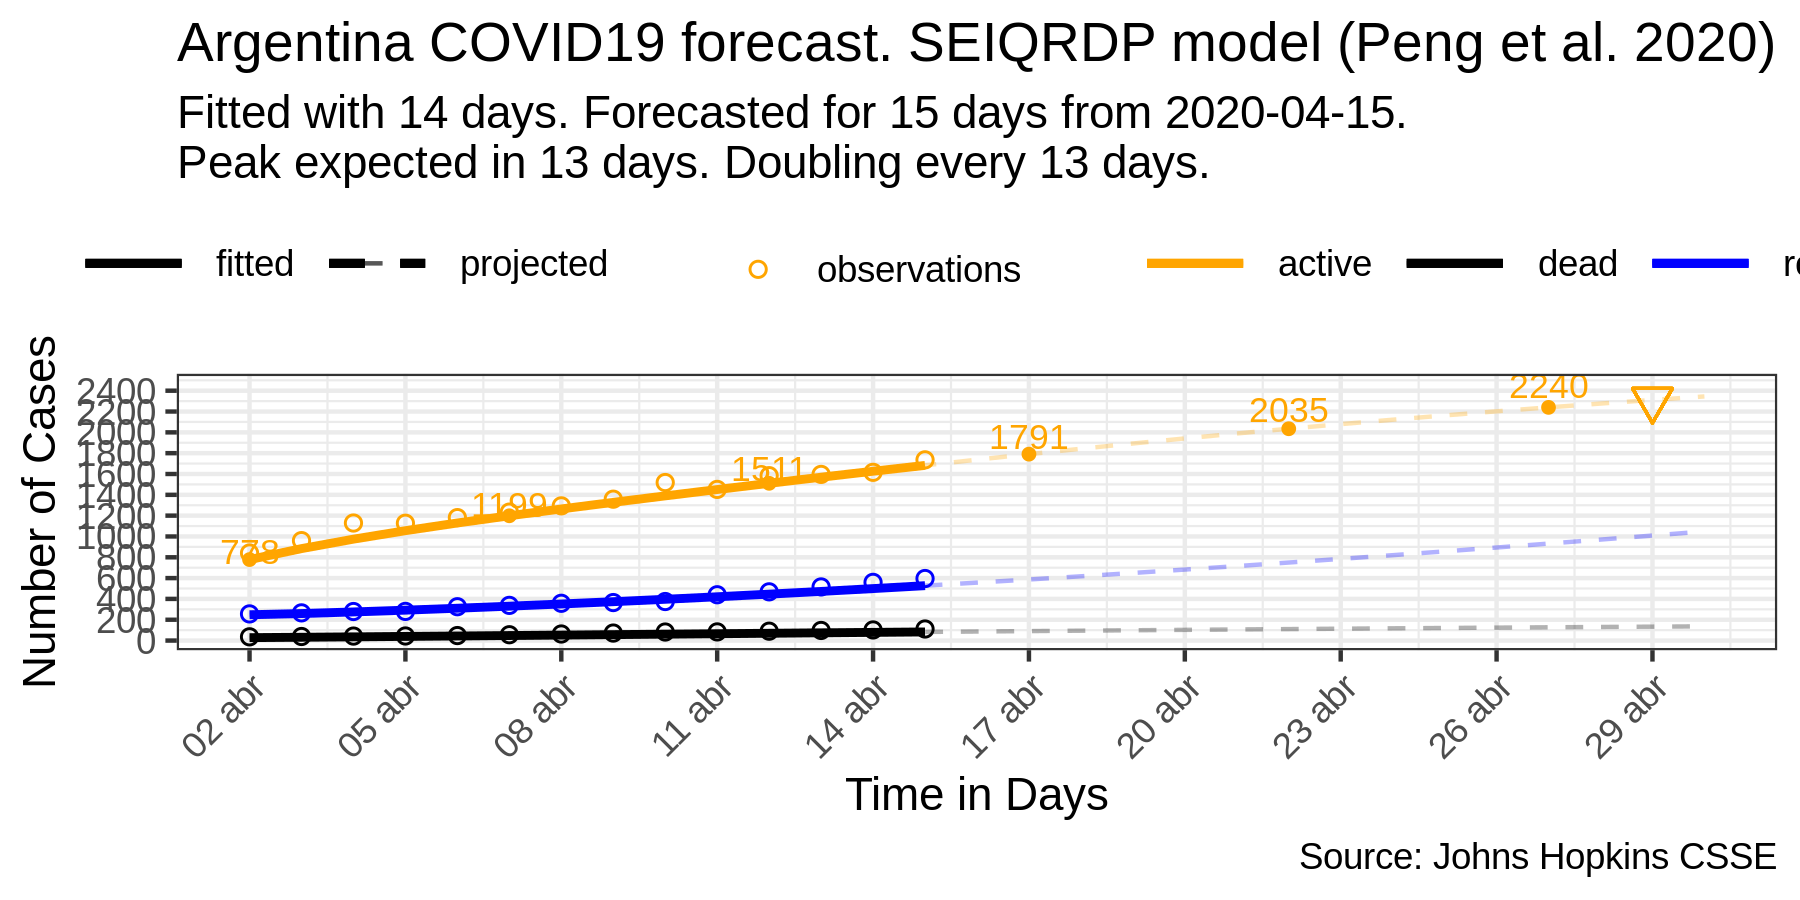 Argentina COVID19 forecast. SEIQRDP model (Peng et al. 2020)
Fitted with 14 days. Forecasted for 15 days from 2020-04-15.
Peak expected in 13 days. Doubling every 13 days.
fitted projected observations active dead
Number of Cases
2400
2200
2000
1800
1600
1400
1200
1000
800
600
400
200
0
778
1199
1511
1791
2035
2240
02 abr 05 abr 08 abr 11 abr 14 abr 17 abr 20 abr 23 abr 26 abr 29 abr
Time in Days
Source: Johns Hopkins CSSE